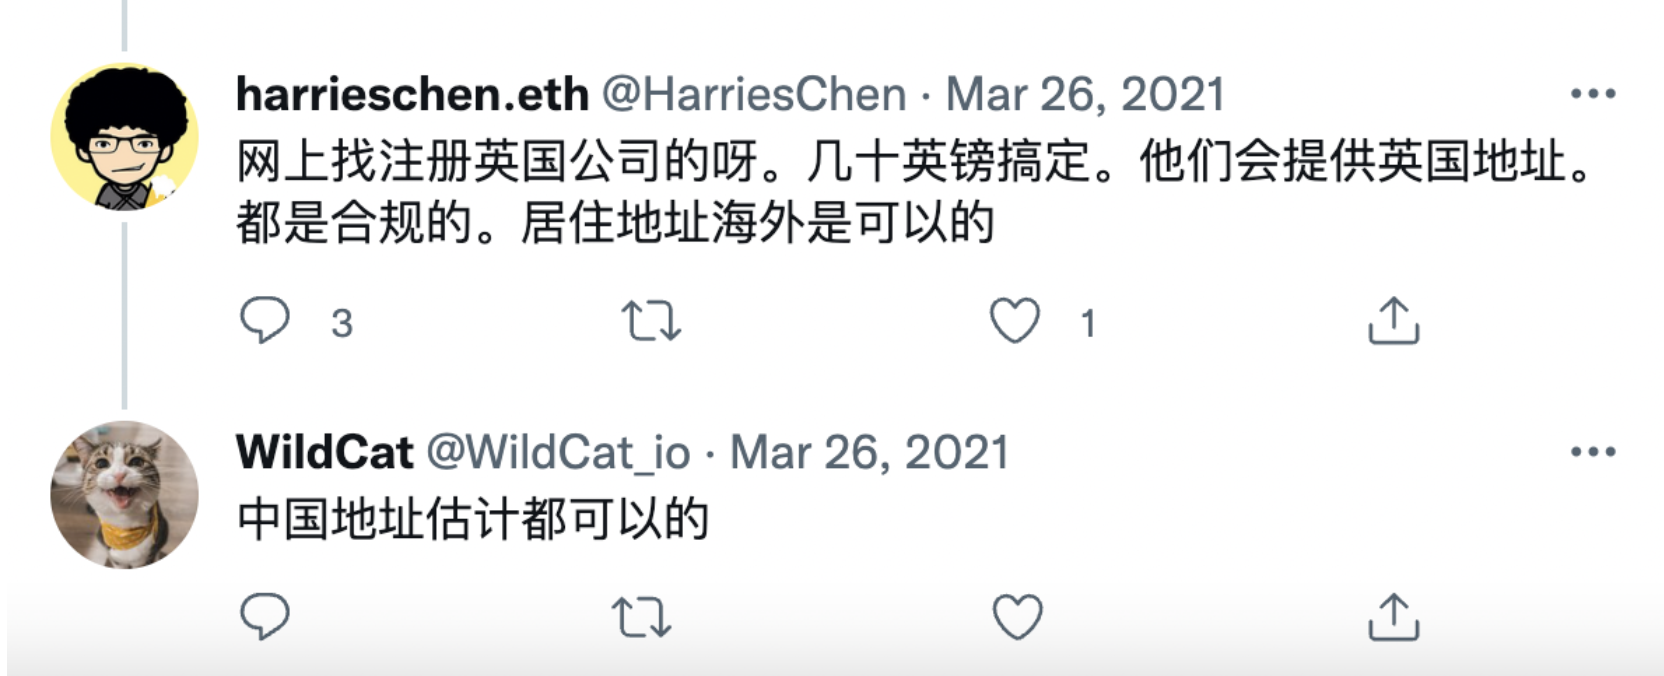 harrieschen.eth @HarriesChen · Mar 26, 2021
网上找注册英国公司的呀。几十英镑搞定。他们会提供英国地址。
都是合规的。居住地址海外是可以的
3 1
WildCat @WildCat_io · Mar 26, 2021
中国地址估计都可以的